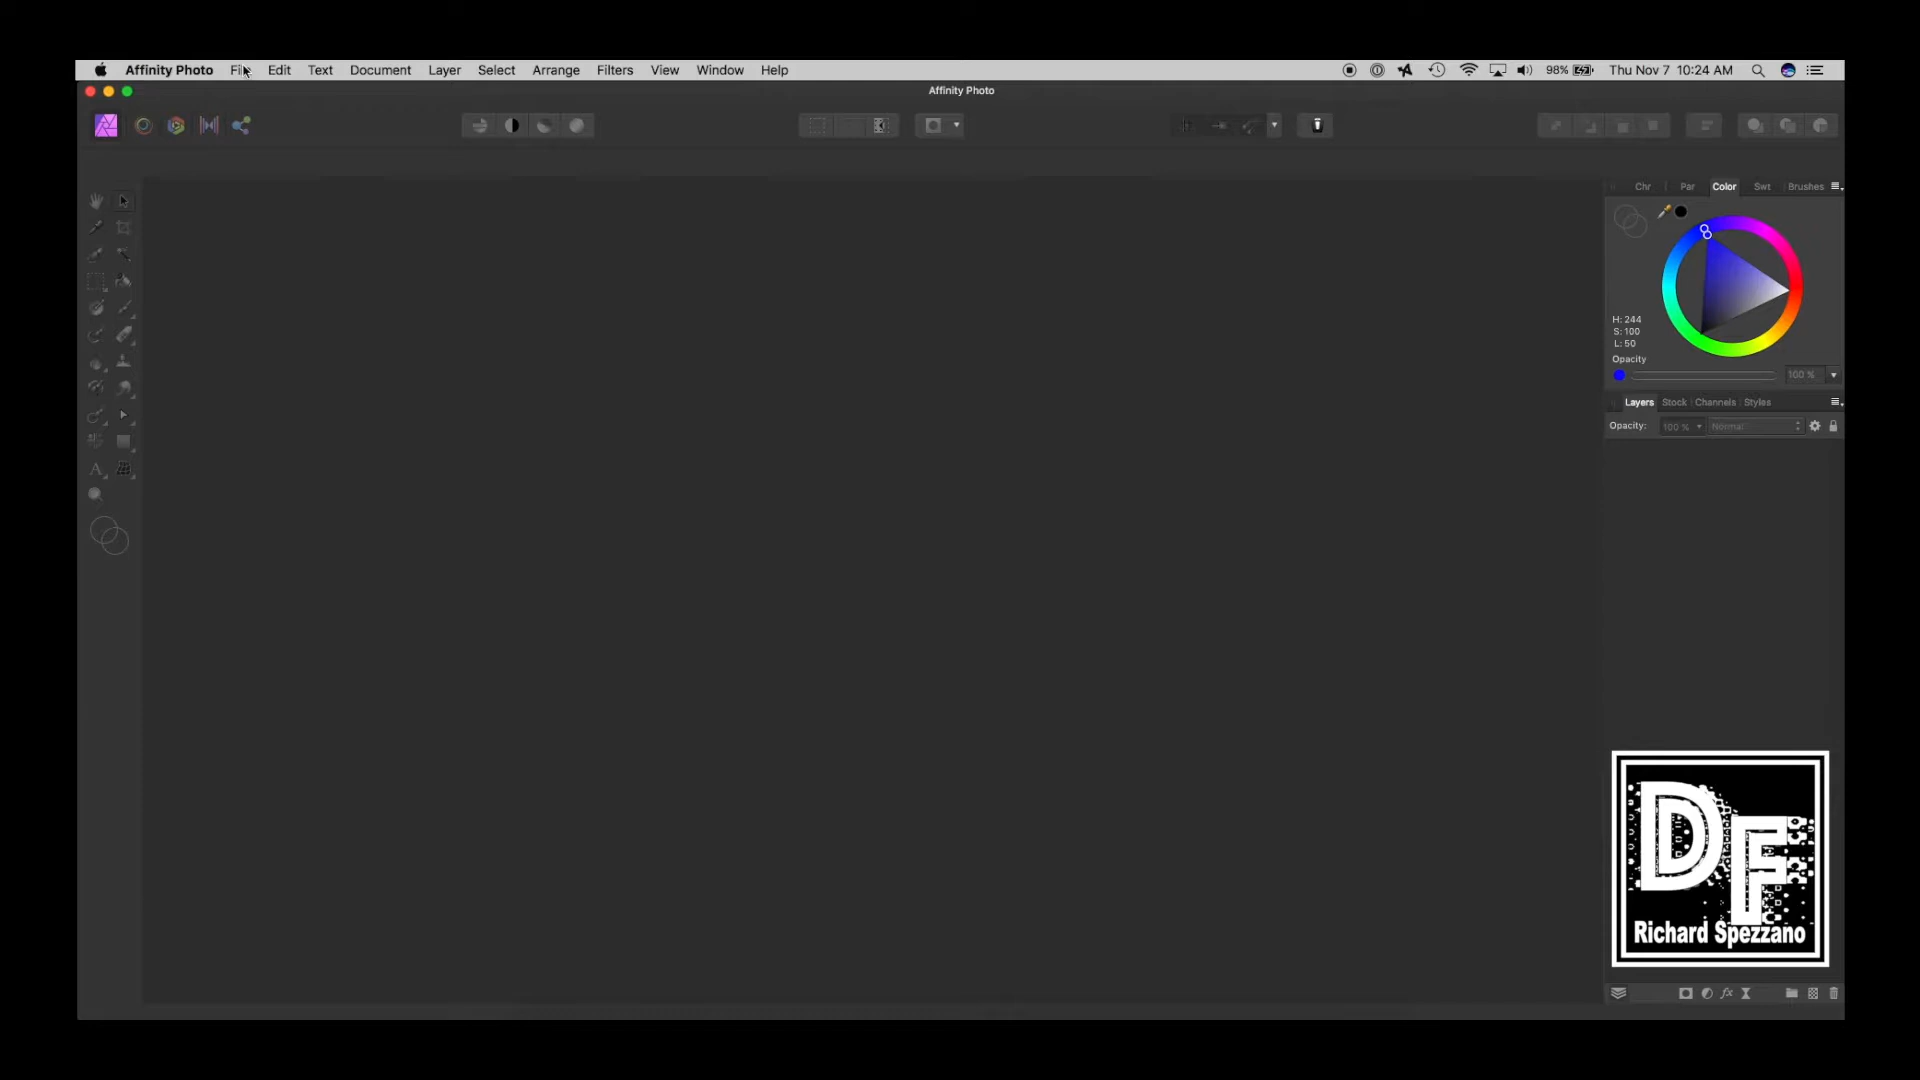 Affinity Photo File Edit Text Document Layer Select Arrange Filters View Window Help 98% Thu Nov 7 10:24 AM
Affinity Photo
Chr Par Color Swt Brushes
H: 244
S: 100
L: 50
Opacity
100 %
Layers Stock Channels Styles
Opacity: 100 % Normal
A
DF
Richard Spezzano
fx